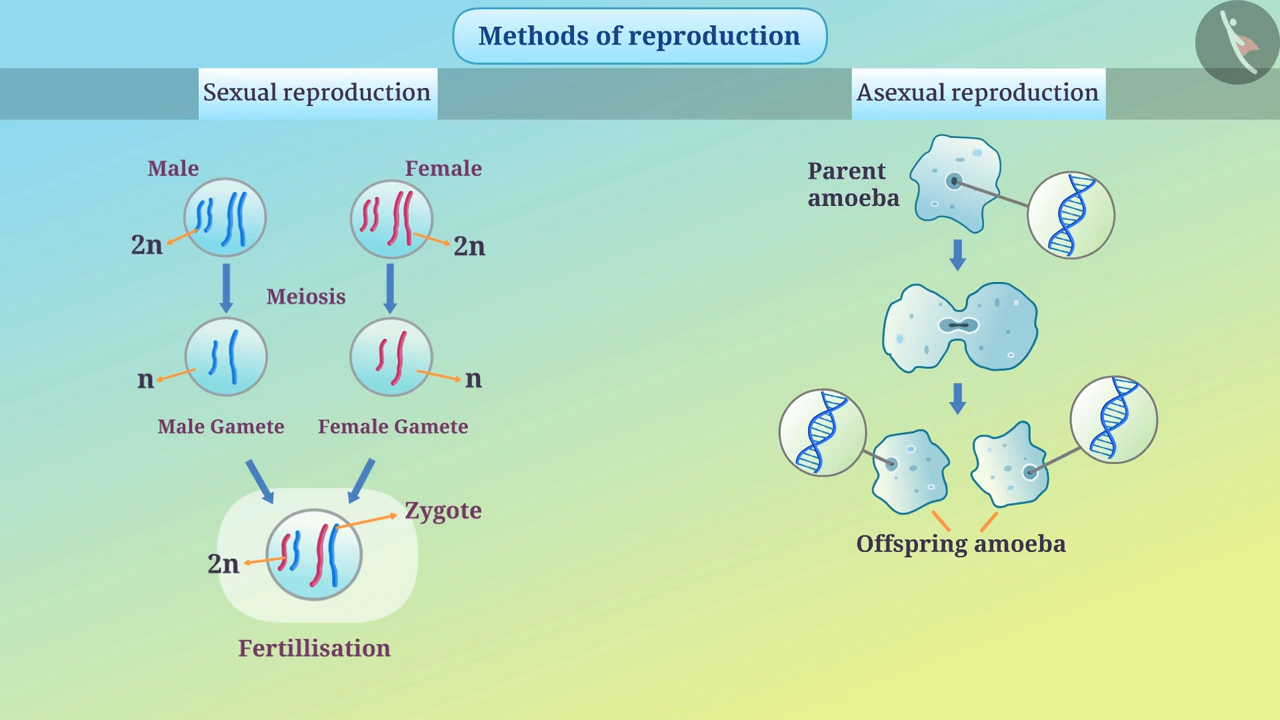 Methods of reproduction
Sexual reproduction
Asexual reproduction
Male
Female
2n
2n
Meiosis
n
n
Male Gamete
Female Gamete
Zygote
2n
Fertillisation
Parent
amoeba
Offspring amoeba